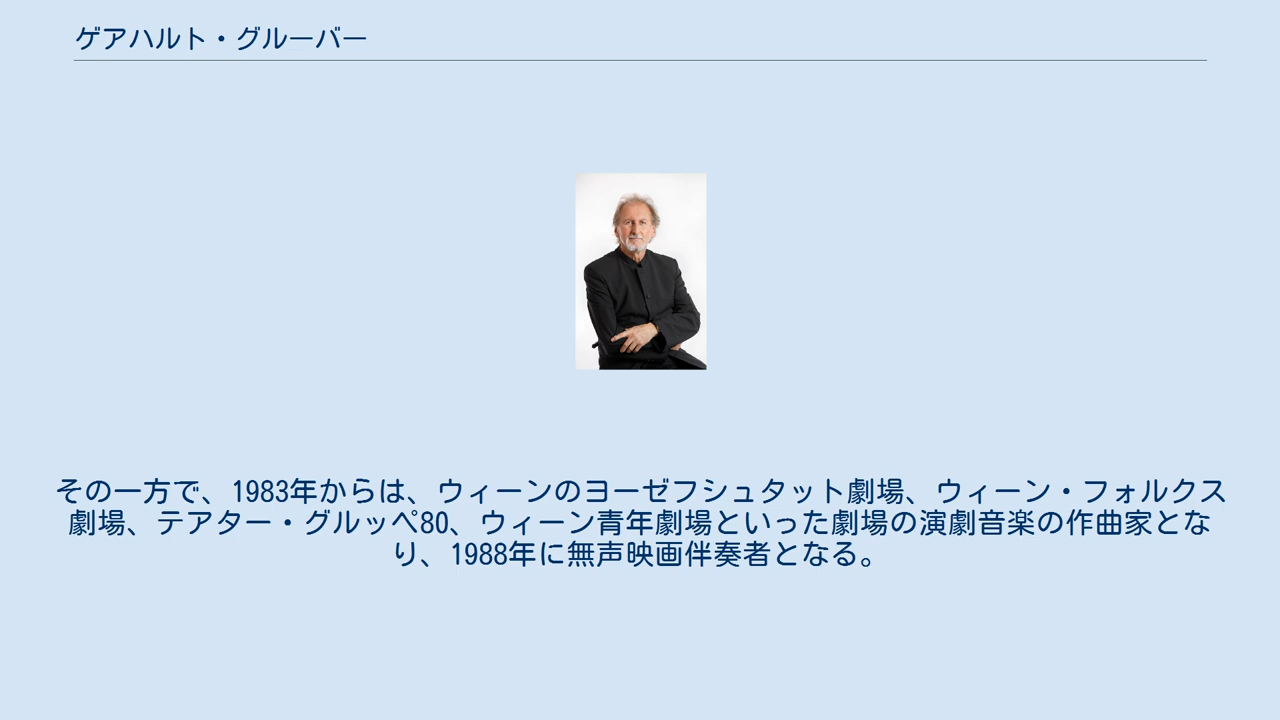 ゲアハルト・グルーバー
その一方で、1983年からは、ウィーンのヨーゼフシュタット劇場、ウィーン・フォルクス
劇場、テアター・グルッペ80、ウィーン青年劇場といった劇場の演劇音楽の作曲家とな
り、1988年に無声映画伴奏者となる。